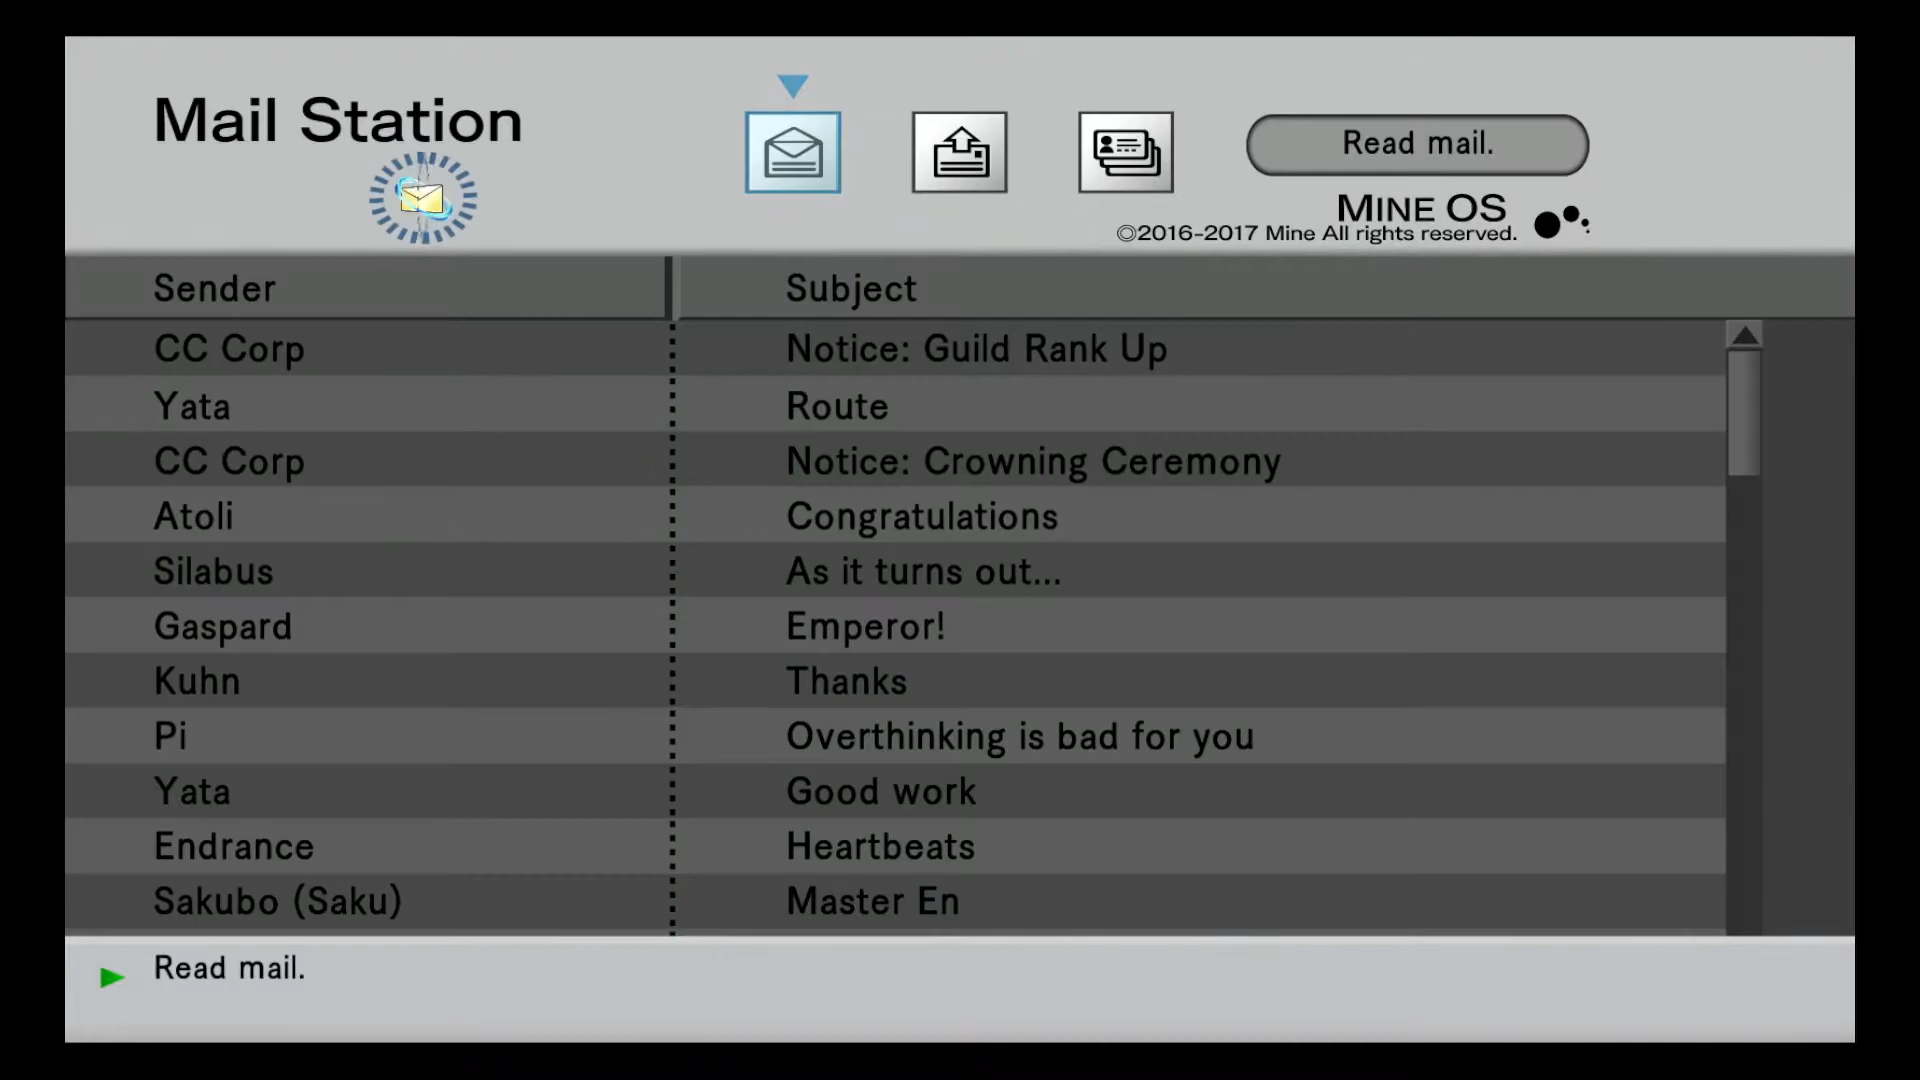 Mail Station
Read mail.
MINE OS
©2016-2017 Mine All rights reserved.
Sender Subject
CC Corp Notice: Guild Rank Up
Yata Route
CC Corp Notice: Crowning Ceremony
Atoli Congratulations
Silabus As it turns out...
Gaspard Emperor!
Kuhn Thanks
Pi Overthinking is bad for you
Yata Good work
Endrance Heartbeats
Sakubo (Saku) Master En
Read mail.